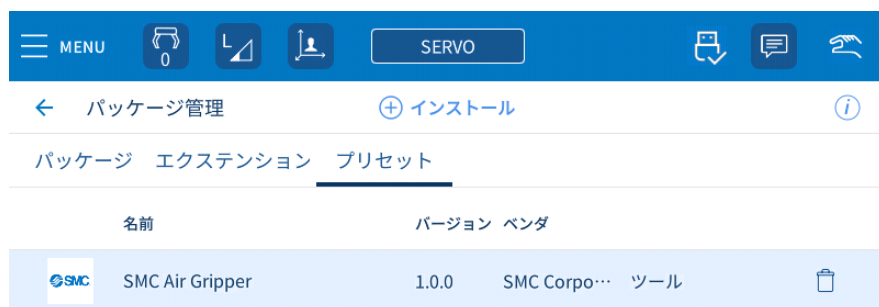 MENU 0 L SERVO
パッケージ管理 インストール i
パッケージ エクステンション プリセット
名前 バージョン ベンダ
SMC SMC Air Gripper 1.0.0 SMC Corpo… ツール